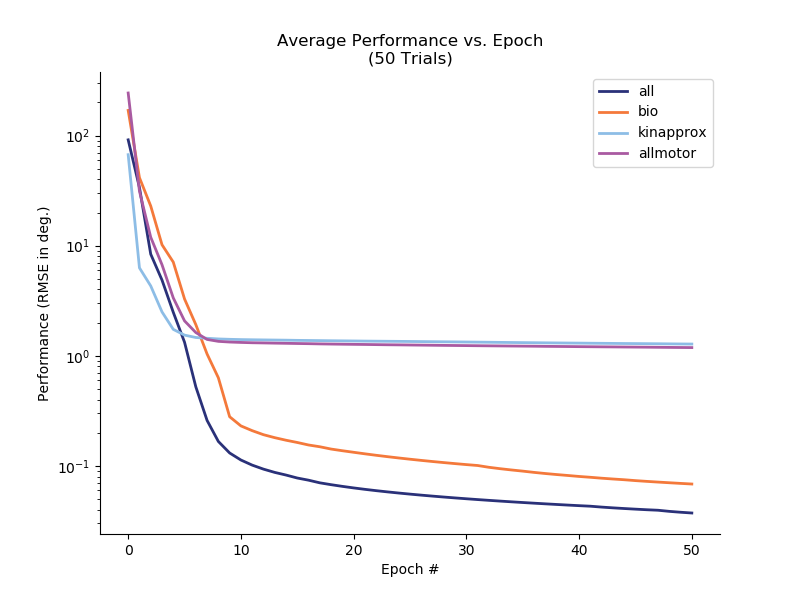 Average Performance vs. Epoch
(50 Trials)
all
bio
kinapprox
allmotor
Performance (RMSE in deg.)
10²
10¹
10⁰
10⁻¹
0 10 20 30 40 50
Epoch #